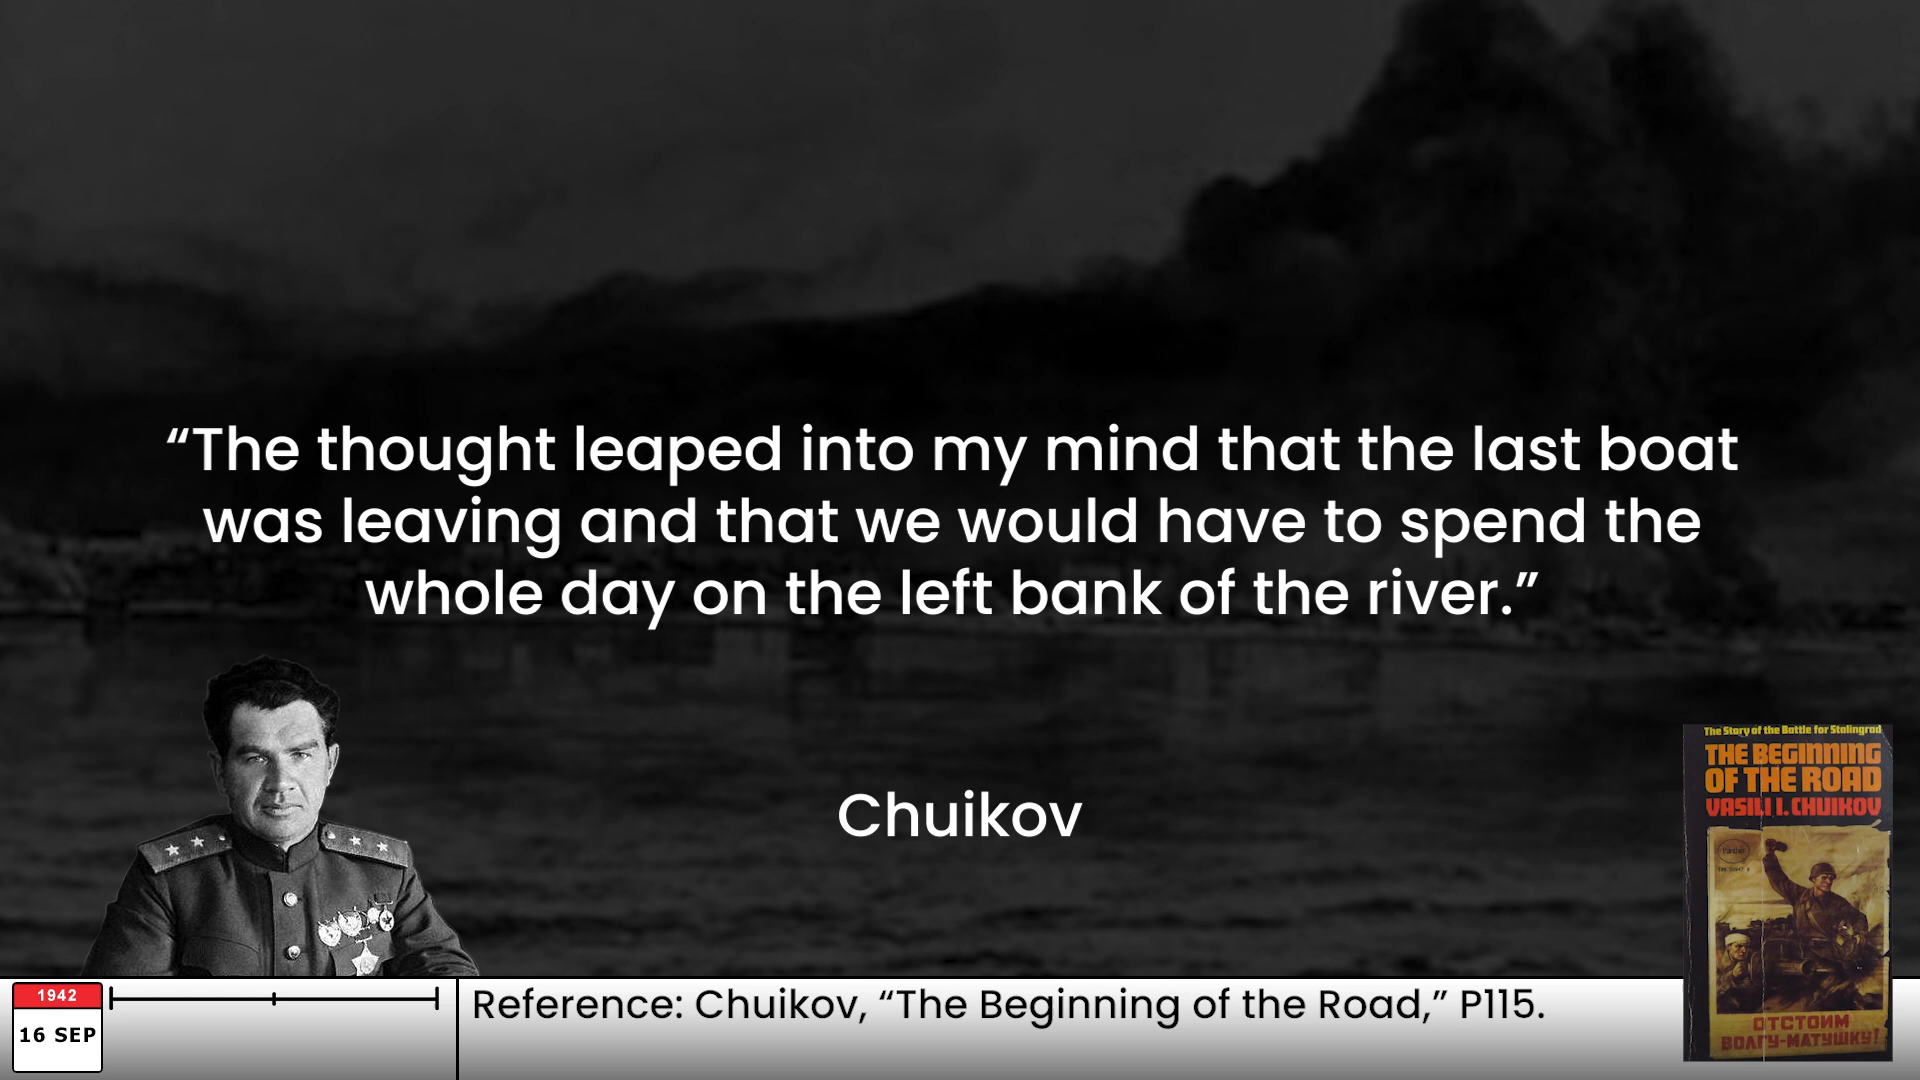 “The thought leaped into my mind that the last boat
was leaving and that we would have to spend the
whole day on the left bank of the river.”
Chuikov
The Story of the Battle for Stalingrad
THE BEGINNING
OF THE ROAD
VASILI I. CHUIKOV
Panther
ОТСТОИМ
ВОЛГУ-МАТУШКУ!
1942
16 SEP
Reference: Chuikov, “The Beginning of the Road,” P115.